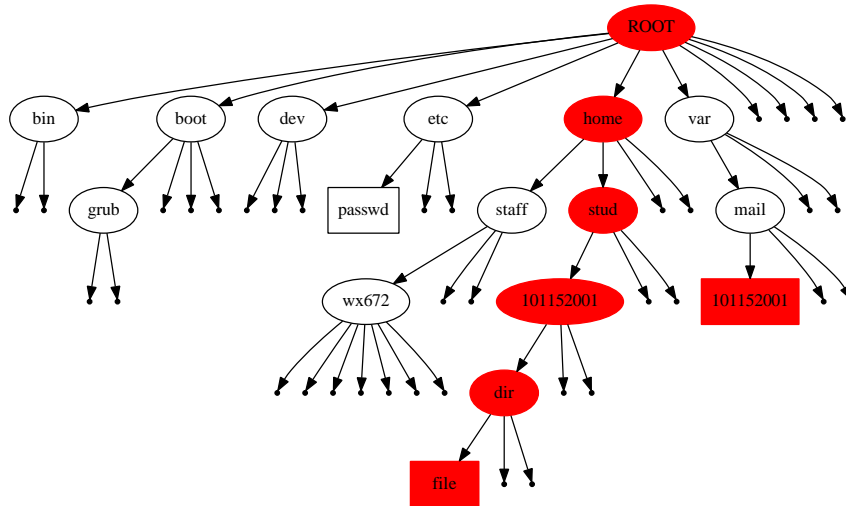 ROOT
bin
boot
dev
etc
home
var
grub
passwd
staff
stud
mail
wx672
101152001
101152001
dir
file